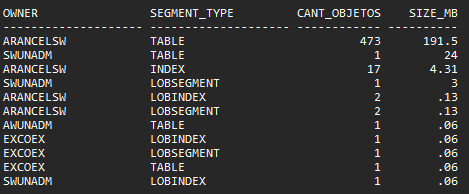 OWNER SEGMENT_TYPE CANT_OBJETOS SIZE_MB
-------------------- -------------------- ------------ ----------
ARANCELSW TABLE 473 191.5
SWUNADM TABLE 1 24
ARANCELSW INDEX 17 4.31
SWUNADM LOBSEGMENT 1 3
ARANCELSW LOBINDEX 2 .13
ARANCELSW LOBSEGMENT 2 .13
AWUNADM TABLE 1 .06
EXCOEX LOBINDEX 1 .06
EXCOEX LOBSEGMENT 1 .06
EXCOEX TABLE 1 .06
SWUNADM LOBINDEX 1 .06